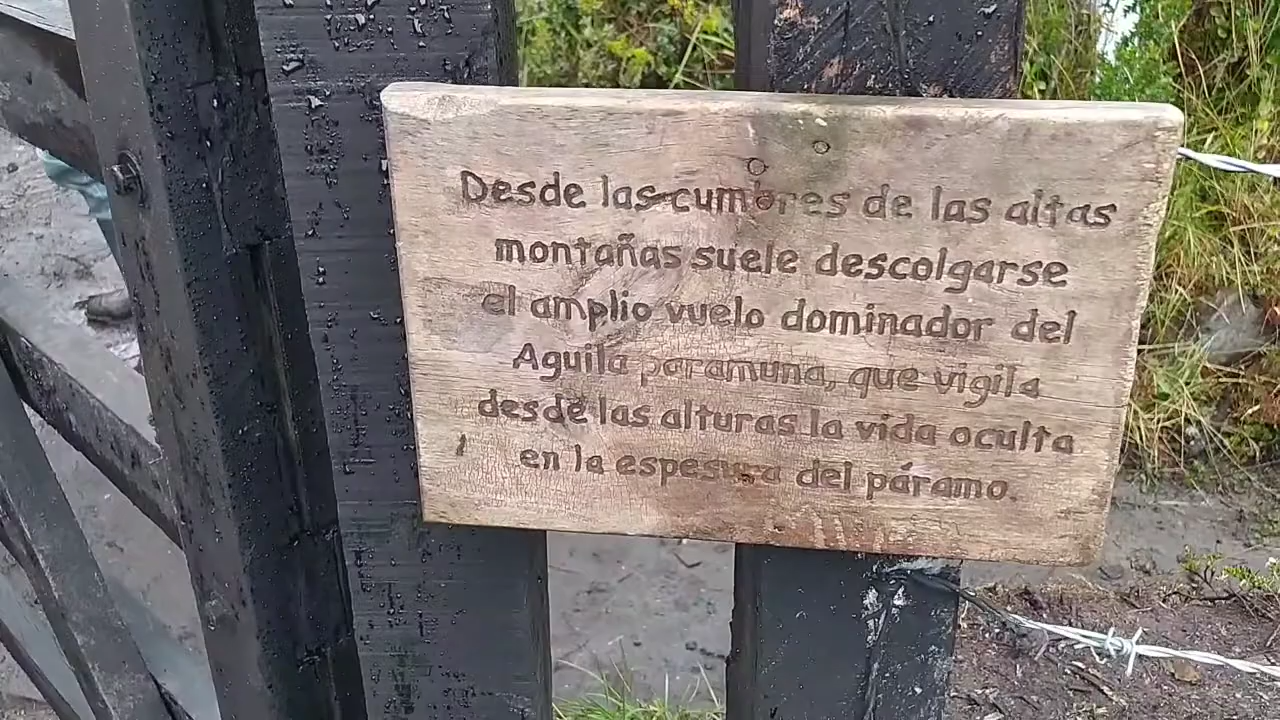 Desde las cumbres de las altas
montañas suele descolgarse
el amplio vuelo dominador del
Aguila paramuna, que vigila
desde las alturas la vida oculta
en la espesura del páramo.